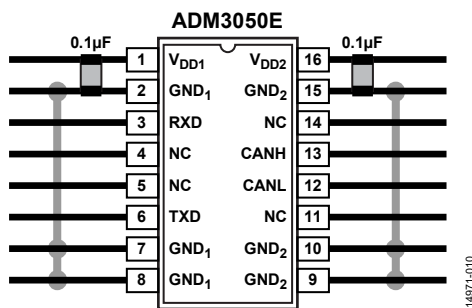 ADM3050E
0.1µF 0.1µF
1 VDD1 VDD2 16
2 GND1 GND2 15
3 RXD NC 14
4 NC CANH 13
5 NC CANL 12
6 TXD NC 11
7 GND1 GND2 10
8 GND1 GND2 9
14971-010